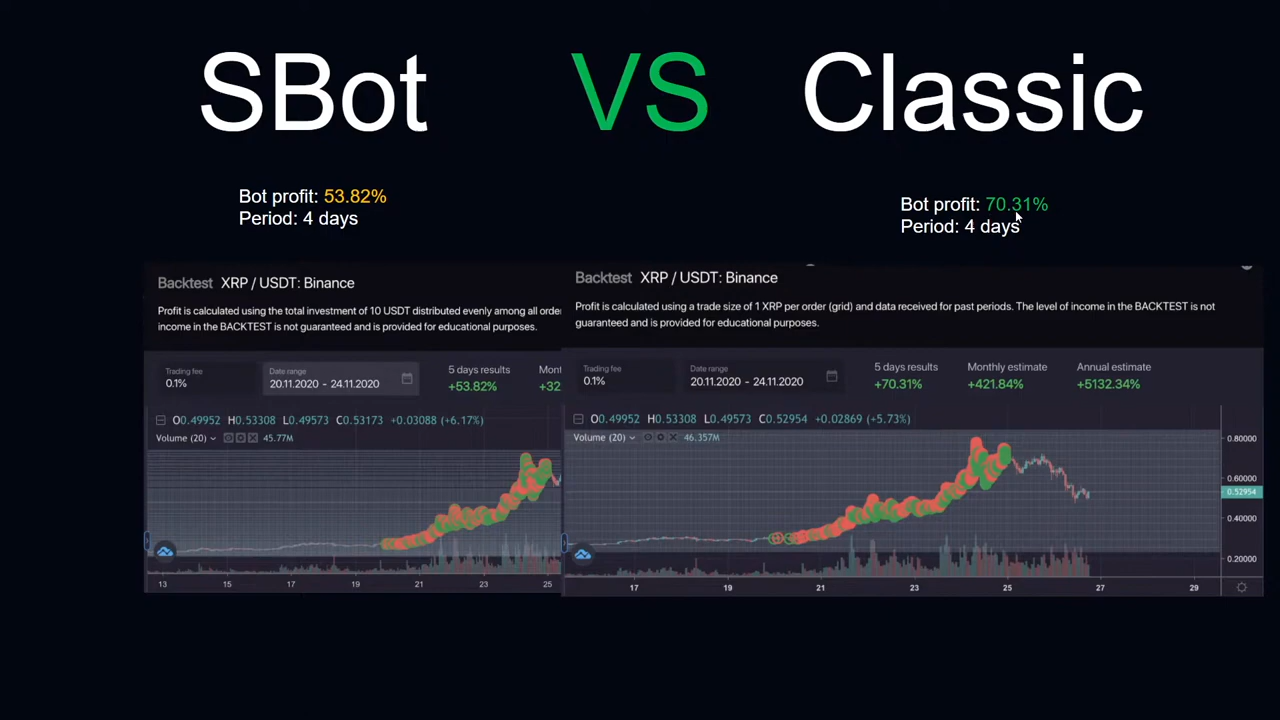 SBot VS Classic
Bot profit: 53.82%
Period: 4 days
Bot profit: 70.31%
Period: 4 days
Backtest XRP / USDT: Binance
Profit is calculated using the total investment of 10 USDT distributed evenly among all order
income in the BACKTEST is not guaranteed and is provided for educational purposes.
Trading fee
0.1%
Date range
20.11.2020 - 24.11.2020
5 days results
+53.82%
Mont
+32
O0.49952 H0.53308 L0.49573 C0.53173 +0.03088 (+6.17%)
Volume (20) 45.77M
13 15 17 19 21 23 25
Backtest XRP / USDT: Binance
Profit is calculated using a trade size of 1 XRP per order (grid) and data received for past periods. The level of income in the BACKTEST is not
guaranteed and is provided for educational purposes.
Trading fee
0.1%
Date range
20.11.2020 - 24.11.2020
5 days results
+70.31%
Monthly estimate
+421.84%
Annual estimate
+5132.34%
O0.49952 H0.53308 L0.49573 C0.52954 +0.02869 (+5.73%)
Volume (20) 46.357M
0.80000
0.60000
0.52954
0.40000
0.20000
17 19 21 23 25 27 29